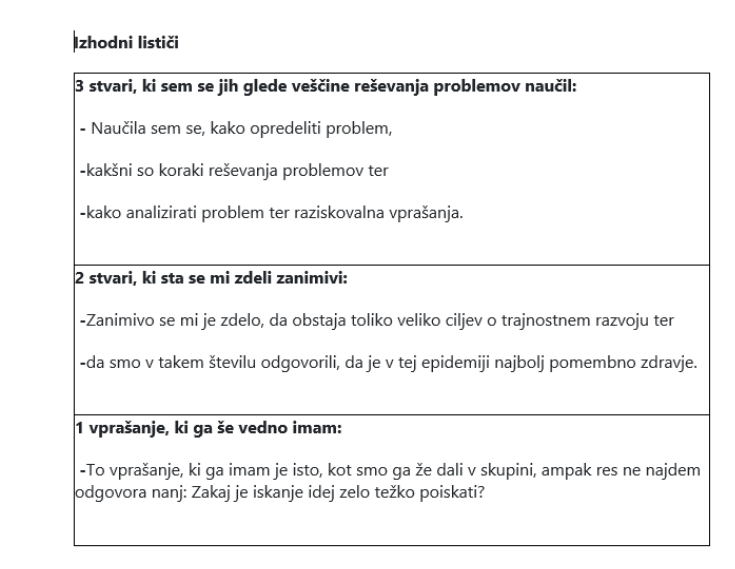 Izhodni lističi
3 stvari, ki sem se jih glede veščine reševanja problemov naučil:
- Naučila sem se, kako opredeliti problem,
-kakšni so koraki reševanja problemov ter
-kako analizirati problem ter raziskovalna vprašanja.
2 stvari, ki sta se mi zdeli zanimivi:
-Zanimivo se mi je zdelo, da obstaja toliko veliko ciljev o trajnostnem razvoju ter
-da smo v takem številu odgovorili, da je v tej epidemiji najbolj pomembno zdravje.
1 vprašanje, ki ga še vedno imam:
-To vprašanje, ki ga imam je isto, kot smo ga že dali v skupini, ampak res ne najdem
odgovora nanj: Zakaj je iskanje idej zelo težko poiskati?